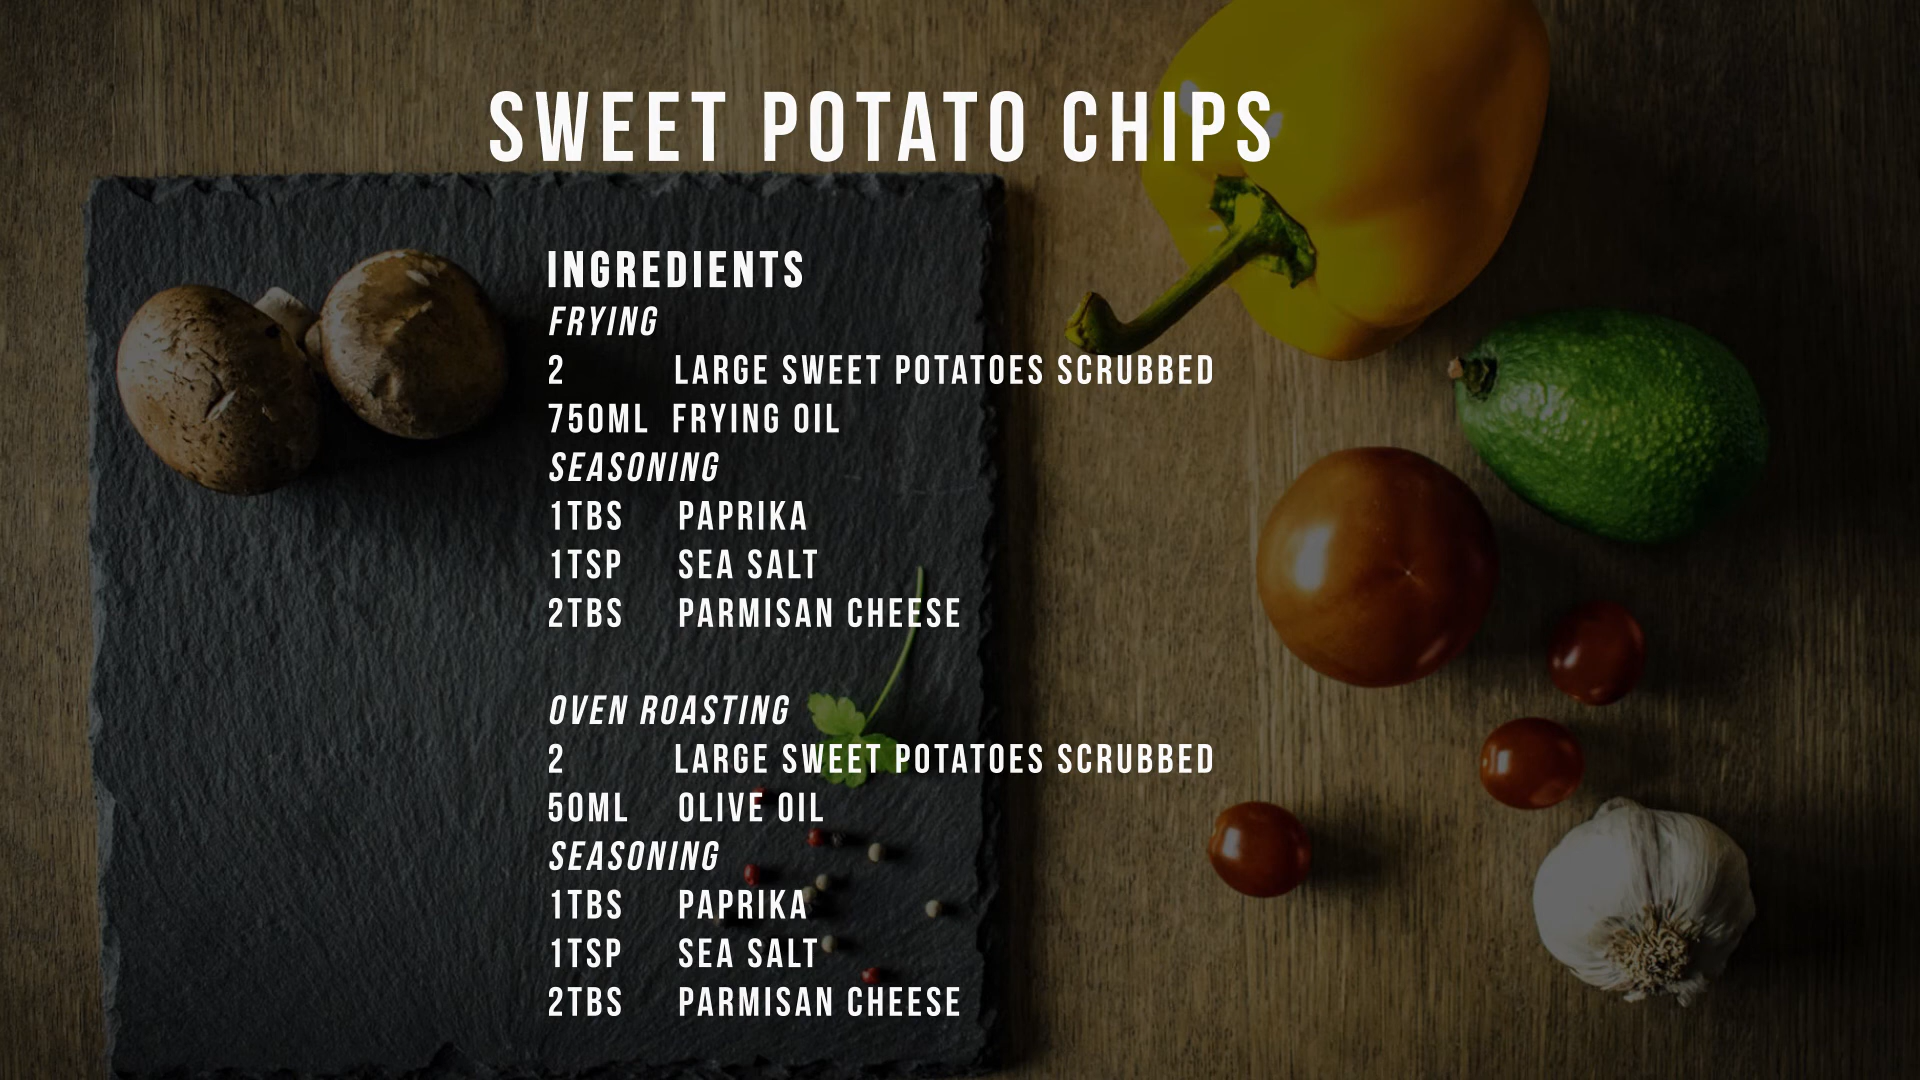 SWEET POTATO CHIPS
INGREDIENTS
FRYING
2 LARGE SWEET POTATOES SCRUBBED
750ML FRYING OIL
SEASONING
1TBS PAPRIKA
1TSP SEA SALT
2TBS PARMISAN CHEESE
OVEN ROASTING
2 LARGE SWEET POTATOES SCRUBBED
50ML OLIVE OIL
SEASONING
1TBS PAPRIKA
1TSP SEA SALT
2TBS PARMISAN CHEESE